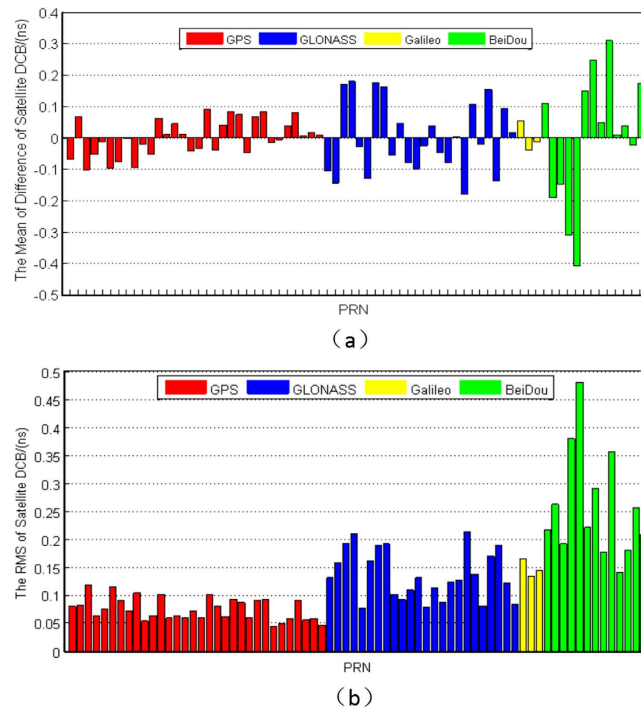 0.4
GPS GLONASS Galileo BeiDou
0.3
0.2
0.1
0
-0.1
-0.2
-0.3
-0.4
-0.5
The Mean of Difference of Satellite DCB/(ns)
PRN
(a)
0.5
GPS GLONASS Galileo BeiDou
0.45
0.4
0.35
0.3
0.25
0.2
0.15
0.1
0.05
0
The RMS of Satellite DCB/(ns)
PRN
(b)